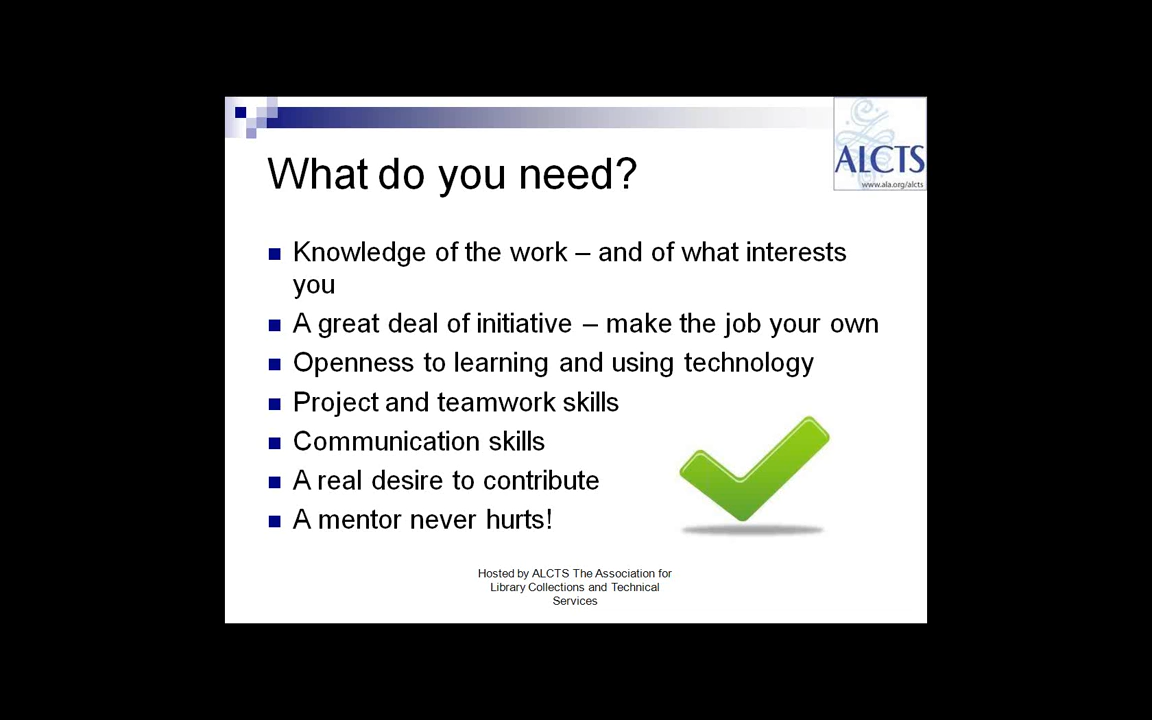 ALCTS
www.ala.org/alcts
What do you need?
Knowledge of the work – and of what interests
you
A great deal of initiative – make the job your own
Openness to learning and using technology
Project and teamwork skills
Communication skills
A real desire to contribute
A mentor never hurts!
Hosted by ALCTS The Association for
Library Collections and Technical
Services